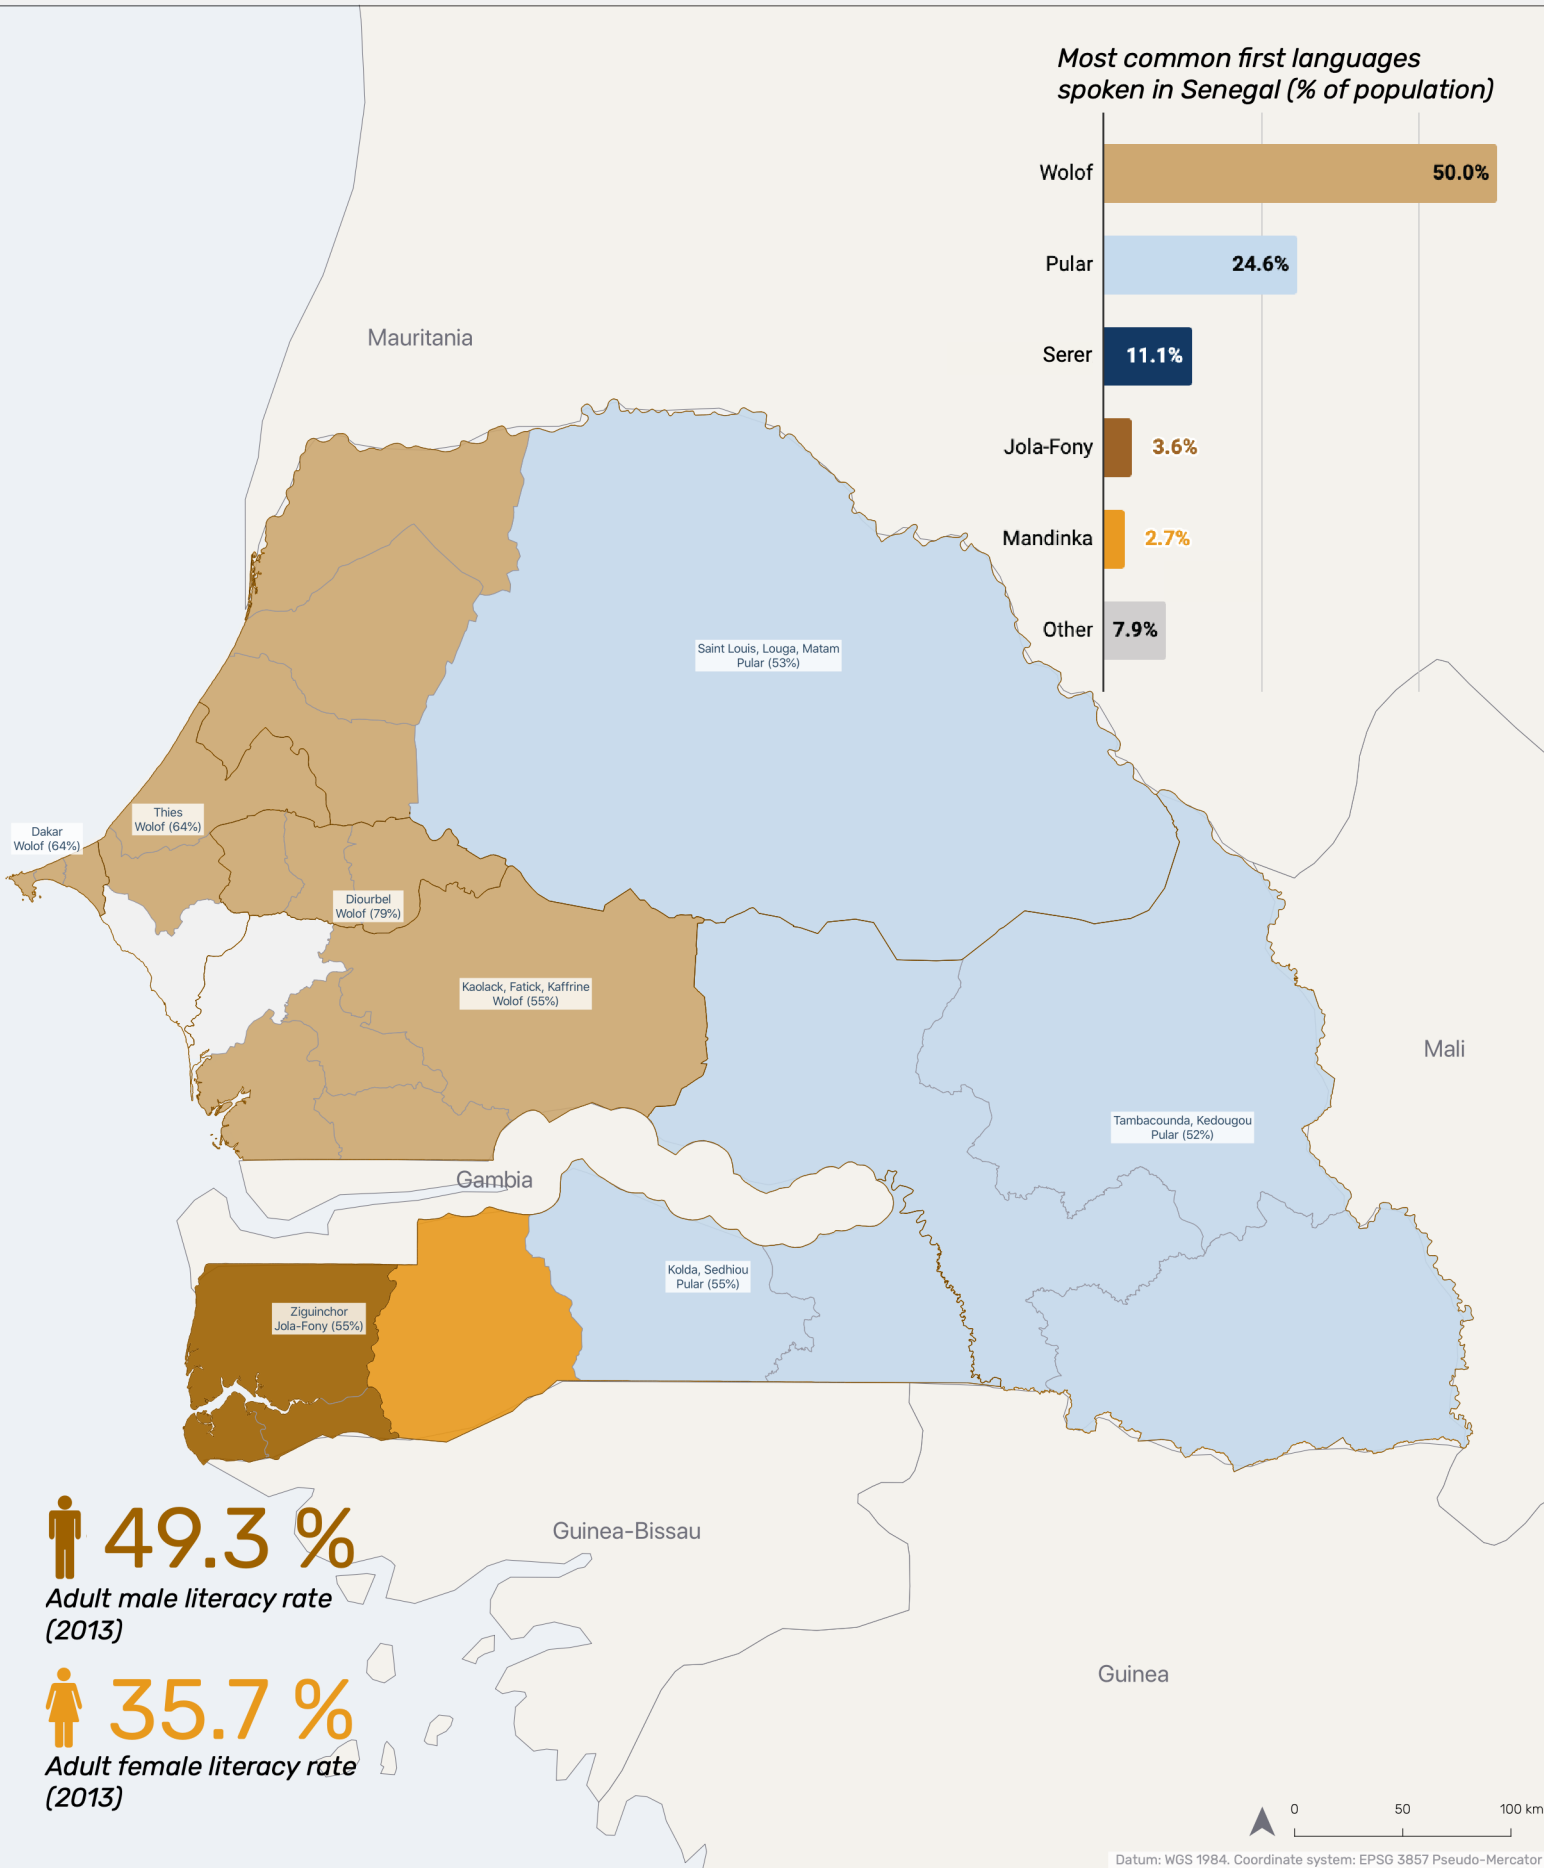 Most common first languages
spoken in Senegal (% of population)
Wolof
50.0%
Pular
24.6%
Serer
11.1%
Jola-Fony
3.6%
Mandinka
2.7%
Other
7.9%
Mauritania
Saint Louis, Louga, Matam
Pular (53%)
Thies
Wolof (64%)
Dakar
Wolof (64%)
Diourbel
Wolof (79%)
Kaolack, Fatick, Kaffrine
Wolof (55%)
Mali
Tambacounda, Kedougou
Pular (52%)
Gambia
Kolda, Sedhiou
Pular (55%)
Ziguinchor
Jola-Fony (55%)
49.3 %
Adult male literacy rate
(2013)
Guinea-Bissau
Guinea
35.7 %
Adult female literacy rate
(2013)
0 50 100 km
Datum: WGS 1984. Coordinate system: EPSG 3857 Pseudo-Mercator